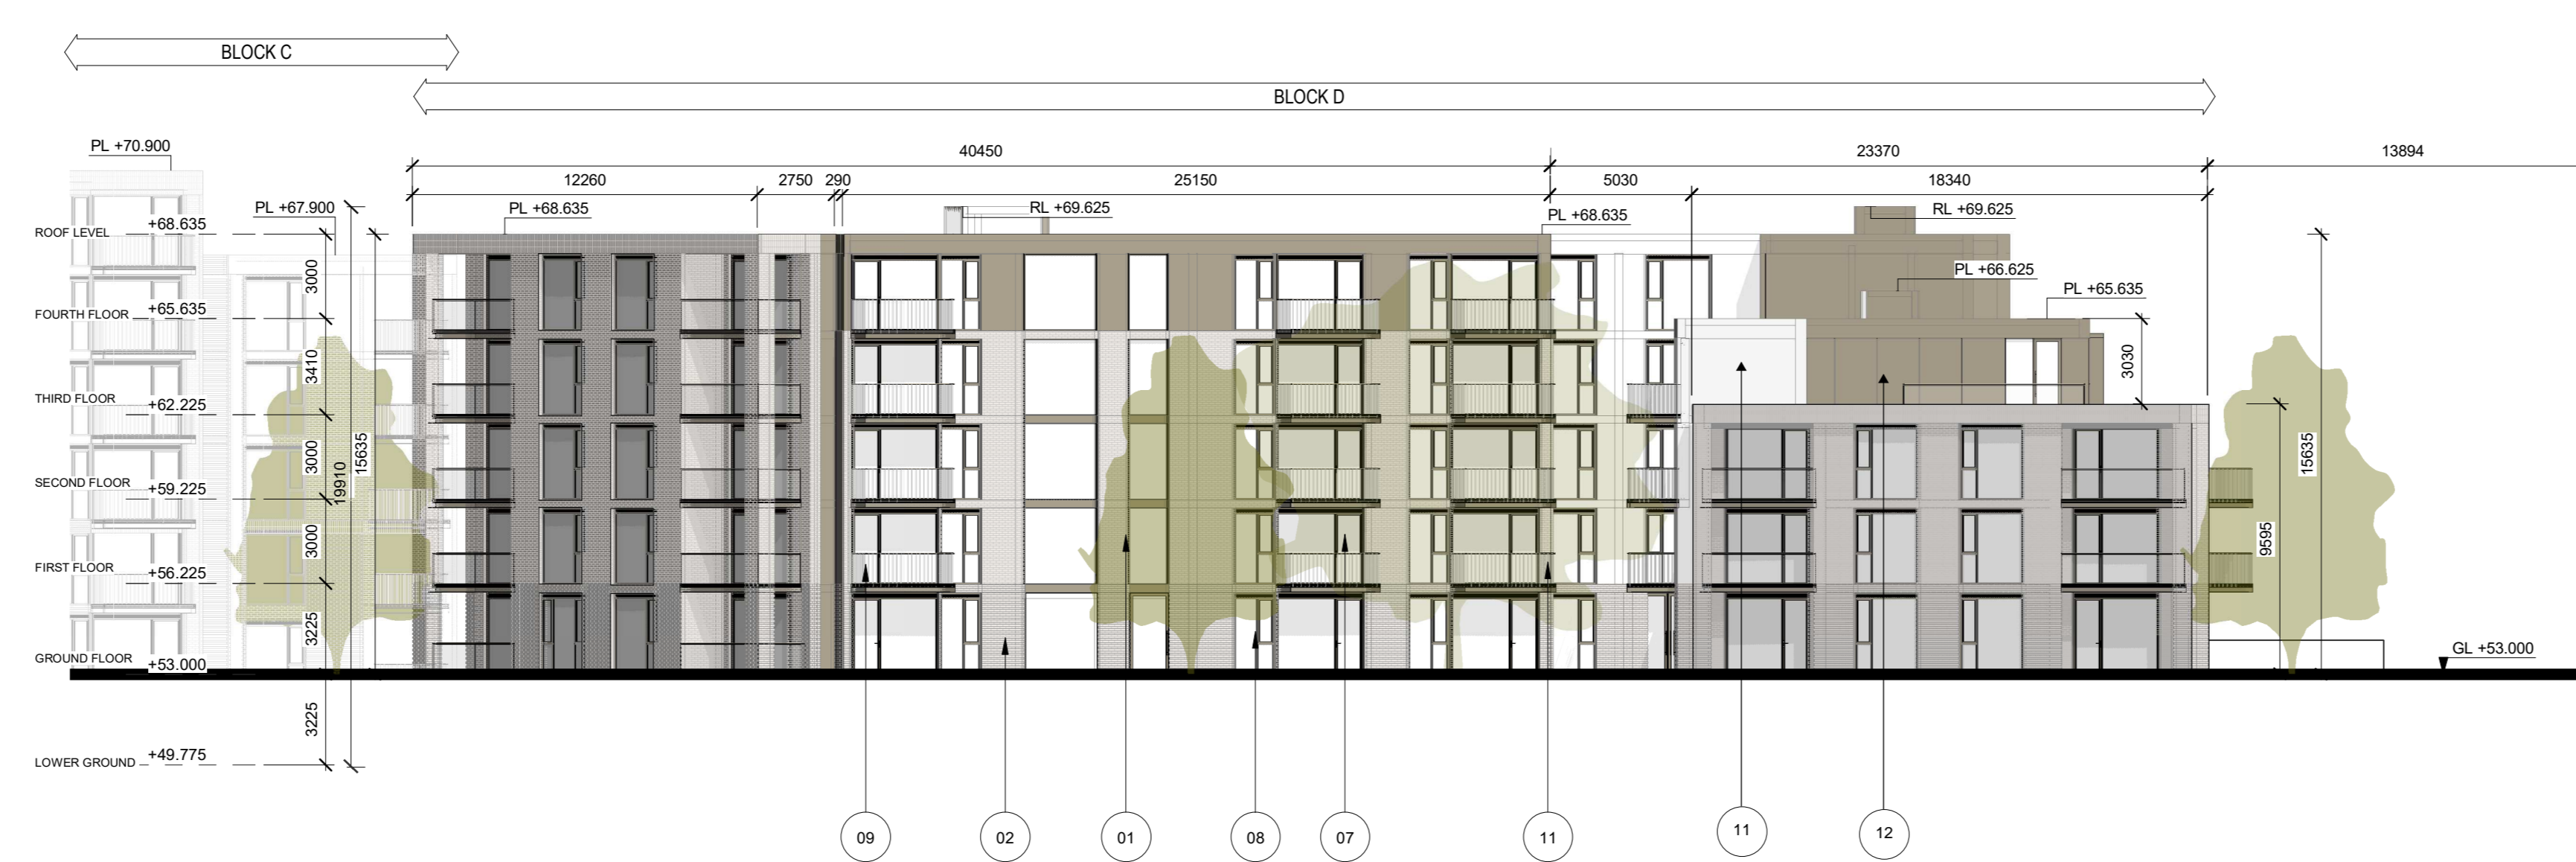 BLOCK C
BLOCK D
PL +70.900
40450
23370
13894
12260
2750
290
25150
5030
18340
PL +67.900
PL +68.635
RL +69.625
PL +68.635
RL +69.625
ROOF LEVEL
+68.635
PL +66.625
3000
PL +65.635
FOURTH FLOOR
+65.635
3410
3030
THIRD FLOOR
+62.225
3000
19910
15635
15635
SECOND FLOOR
+59.225
3000
9595
FIRST FLOOR
+56.225
3225
GROUND FLOOR
+53.000
GL +53.000
3225
LOWER GROUND
+49.775
09
02
01
08
07
11
11
12